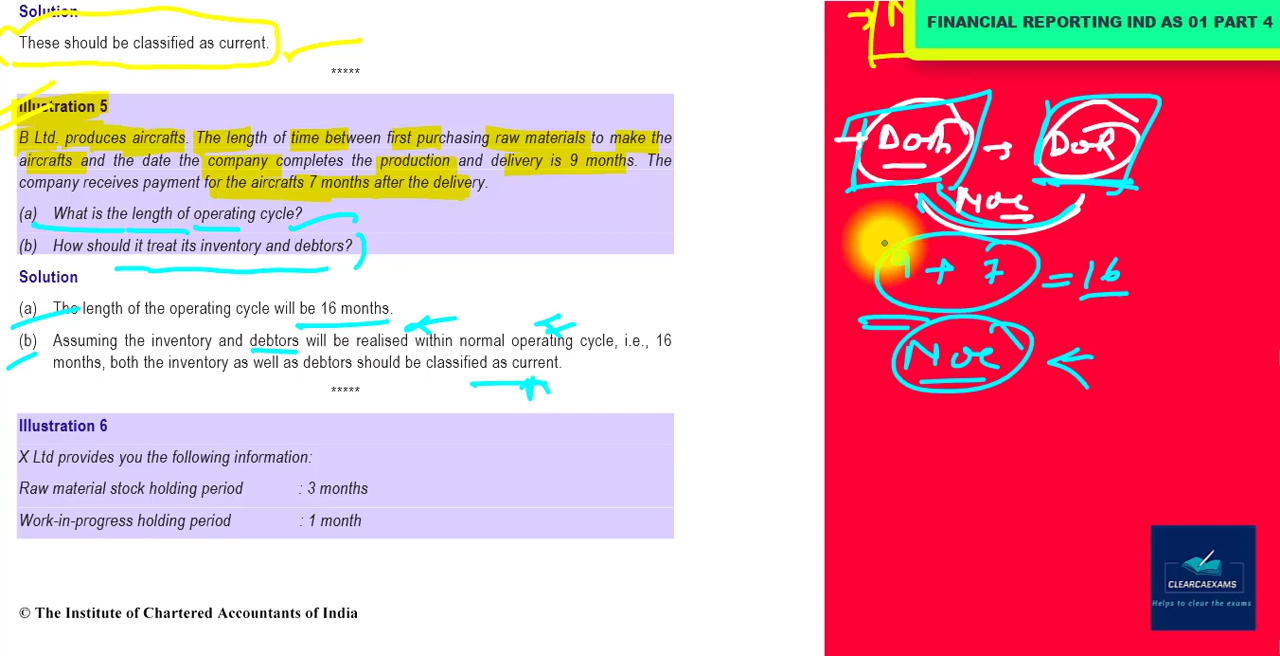 Solution
These should be classified as current.
*****
Illustration 5
B Ltd. produces aircrafts. The length of time between first purchasing raw materials to make the
aircrafts and the date the company completes the production and delivery is 9 months. The
company receives payment for the aircrafts 7 months after the delivery.
(a) What is the length of operating cycle?
(b) How should it treat its inventory and debtors?
Solution
(a) The length of the operating cycle will be 16 months.
(b) Assuming the inventory and debtors will be realised within normal operating cycle, i.e., 16
months, both the inventory as well as debtors should be classified as current.
*****
Illustration 6
X Ltd provides you the following information:
Raw material stock holding period : 3 months
Work-in-progress holding period : 1 month
© The Institute of Chartered Accountants of India
FINANCIAL REPORTING IND AS 01 PART 4
DOR
NOC
9 + 7 = 16
NOC
CLEARCAEXAMS
Helps to clear the exams